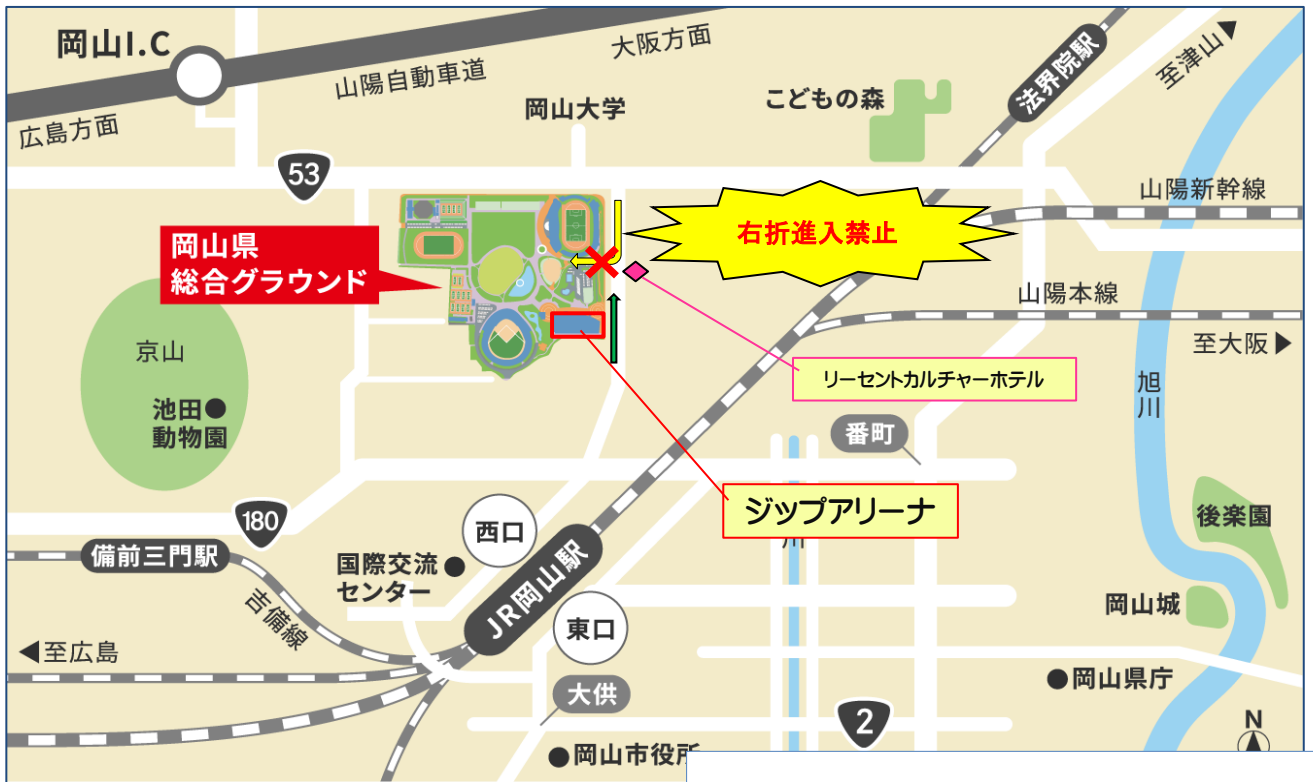 岡山I.C
大阪方面
山陽自動車道
広島方面
岡山大学
こどもの森
法界院駅
至津山▶
53
山陽新幹線
右折進入禁止
岡山県
総合グラウンド
山陽本線
至大阪▶
京山
リーセントカルチャーホテル
旭川
池田●
動物園
番町
ジップアリーナ
川
後楽園
180
西口
備前三門駅
国際交流●
センター
JR岡山駅
吉備線
東口
岡山城
◀至広島
大供
●岡山県庁
2
N
●岡山市役所